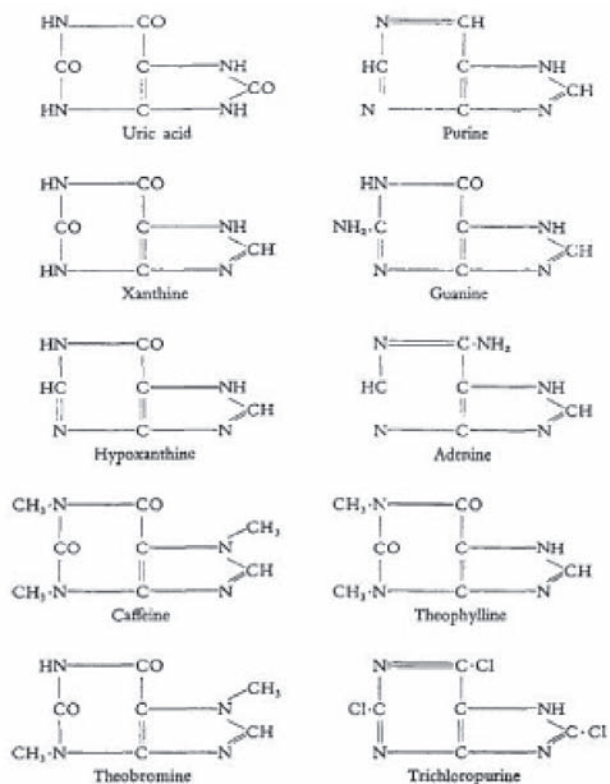 HN CO
CO C NH
CO
HN C NH
Uric acid
N CH
HC C NH
CH
N C N
Purine
HN CO
CO C NH
CH
HN C N
Xanthine
HN CO
NH₂·C C NH
CH
N C N
Guanine
HN CO
HC C NH
CH
N C N
Hypoxanthine
N C·NH₂
HC C NH
CH
N C N
Adenine
CH₃·N CO
CH₃
CO C N
CH
CH₃·N C N
Caffeine
CH₃·N CO
CO C NH
CH
CH₃·N C N
Theophylline
HN CO
CH₃
CO C N
CH
CH₃·N C N
Theobromine
N C·Cl
Cl·C C NH
C·Cl
N C N
Trichloropurine